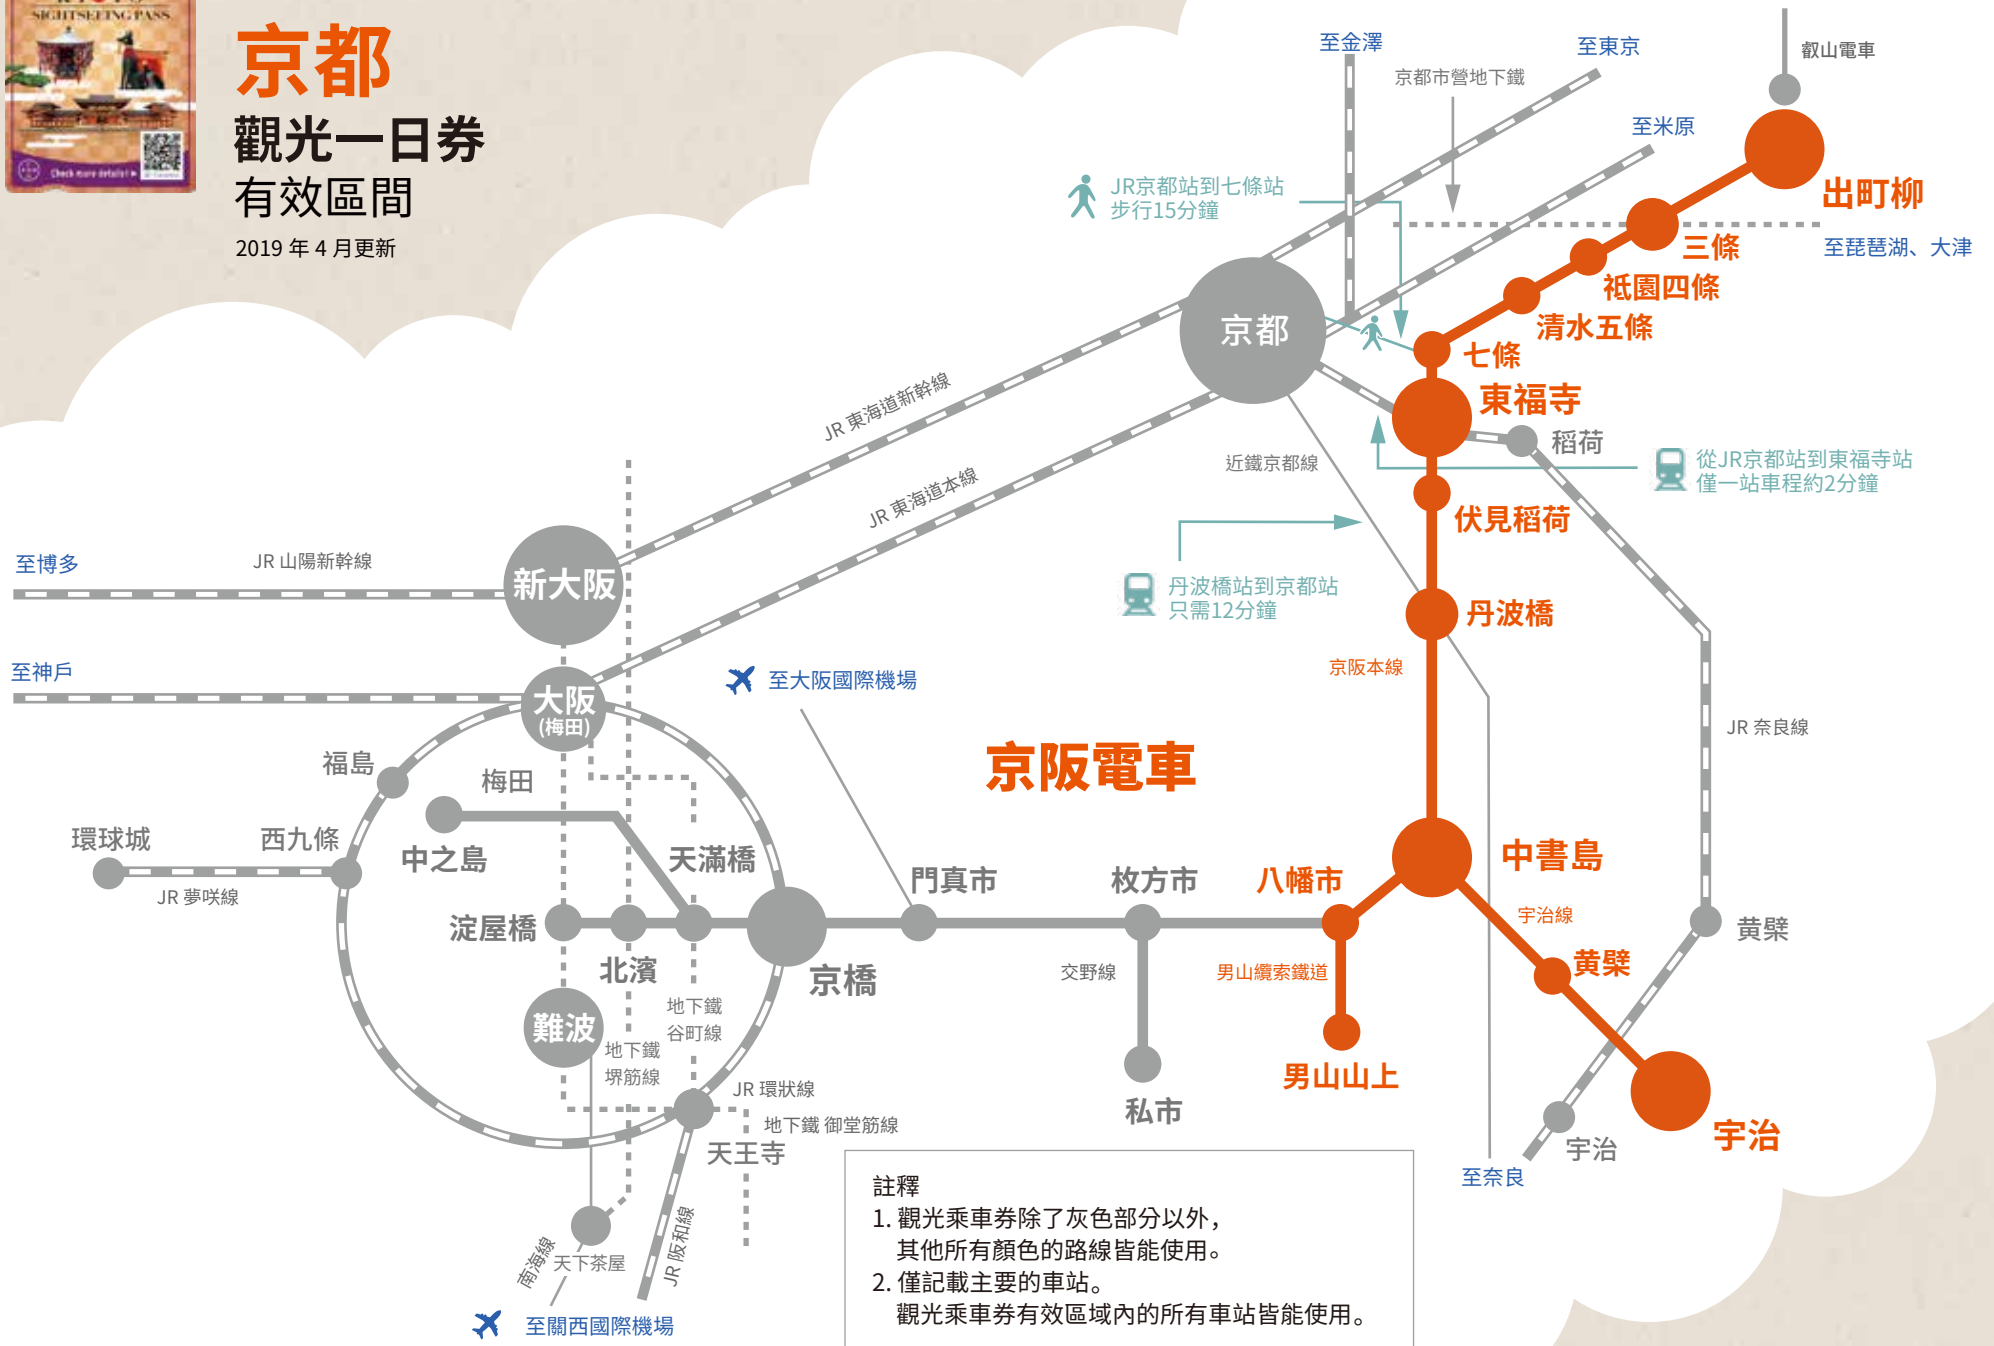 SIGHTSEEING PASS
Check more details! ▶
京都
觀光一日券
有效區間
2019 年 4 月更新
至金澤
至東京
京都市營地下鐵
叡山電車
至米原
JR京都站到七條站
步行15分鐘
出町柳
三條
至琵琶湖、大津
祗園四條
清水五條
京都
七條
東福寺
稻荷
JR 東海道新幹線
近鐵京都線
從JR京都站到東福寺站
僅一站車程約2分鐘
JR 東海道本線
伏見稻荷
至博多
JR 山陽新幹線
新大阪
丹波橋站到京都站
只需12分鐘
丹波橋
至神戶
大阪
(梅田)
至大阪國際機場
京阪本線
京阪電車
JR 奈良線
福島
梅田
環球城
西九條
中之島
天滿橋
JR 夢咲線
門真市
枚方市
八幡市
中書島
淀屋橋
北濱
京橋
宇治線
黄檗
黄檗
交野線
男山纜索鐵道
難波
地下鐵
谷町線
地下鐵
堺筋線
JR 環狀線
地下鐵 御堂筋線
天王寺
私市
男山山上
宇治
宇治
至奈良
南海線
天下茶屋
JR 阪和線
至關西國際機場
註釋
1. 觀光乘車券除了灰色部分以外，
其他所有顏色的路線皆能使用。
2. 僅記載主要的車站。
觀光乘車券有效區域內的所有車站皆能使用。